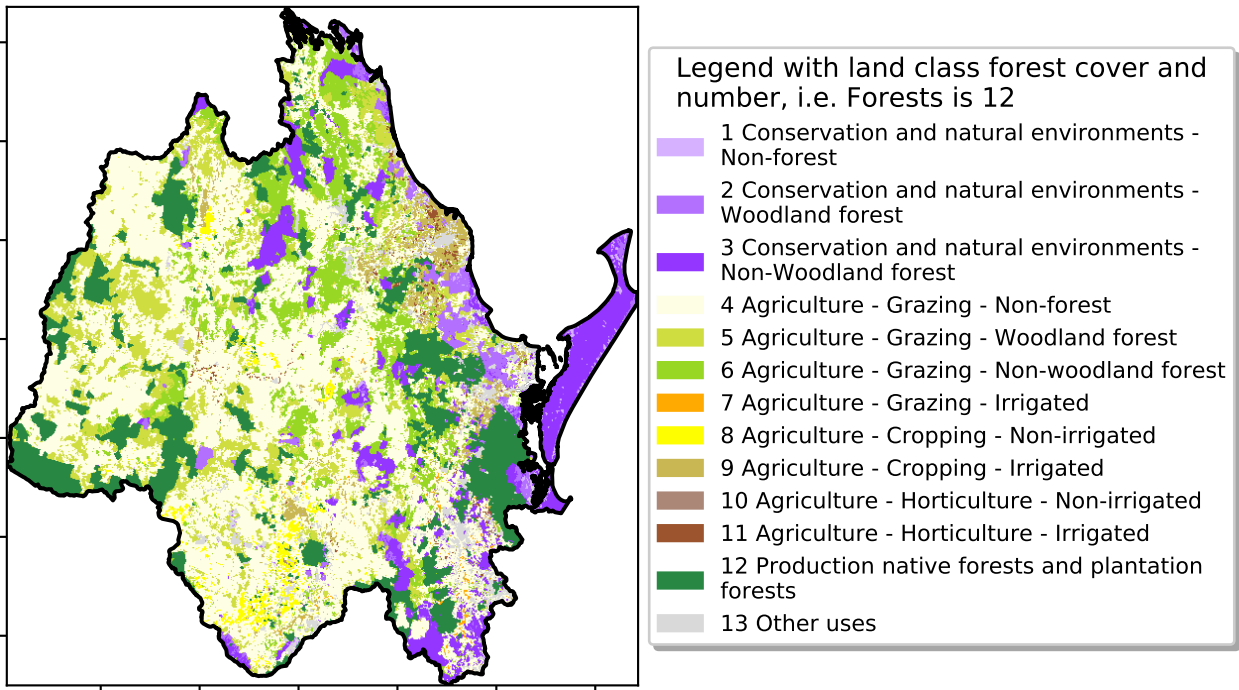 Legend with land class forest cover and
number, i.e. Forests is 12
1 Conservation and natural environments -
Non-forest
2 Conservation and natural environments -
Woodland forest
3 Conservation and natural environments -
Non-Woodland forest
4 Agriculture - Grazing - Non-forest
5 Agriculture - Grazing - Woodland forest
6 Agriculture - Grazing - Non-woodland forest
7 Agriculture - Grazing - Irrigated
8 Agriculture - Cropping - Non-irrigated
9 Agriculture - Cropping - Irrigated
10 Agriculture - Horticulture - Non-irrigated
11 Agriculture - Horticulture - Irrigated
12 Production native forests and plantation
forests
13 Other uses